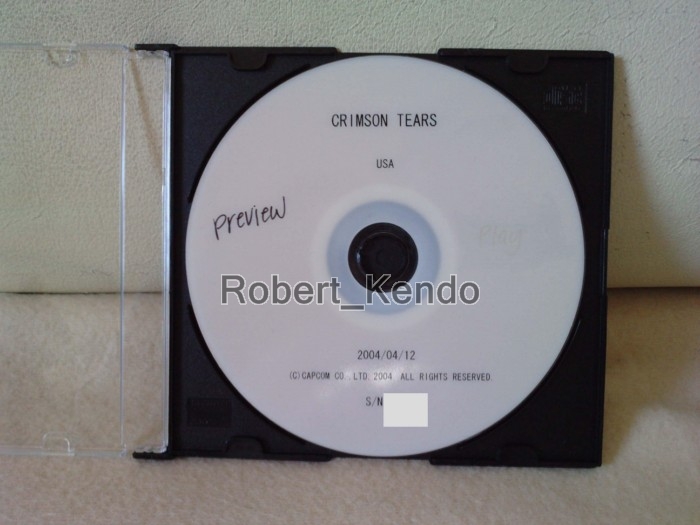 CRIMSON TEARS
USA
preview
Robert_Kendo
2004/04/12
(C)CAPCOM CO. LTD. 2004 ALL RIGHTS RESERVED.
S/N